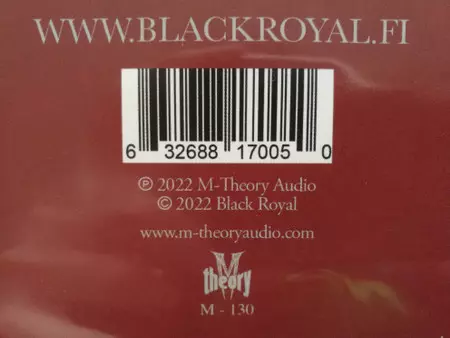 WWW.BLACKROYAL.FI
6 32688 17005 0
℗ 2022 M-Theory Audio
© 2022 Black Royal
www.m-theoryaudio.com
M
theory
M - 130